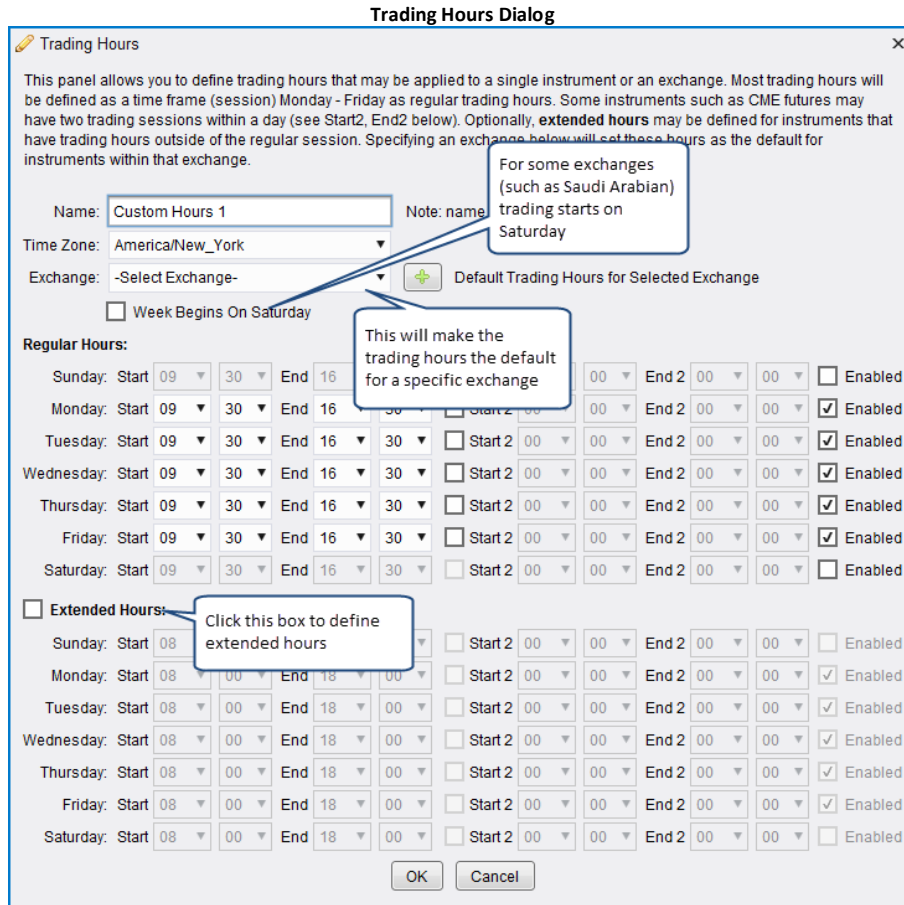 Trading Hours Dialog
Trading Hours
This panel allows you to define trading hours that may be applied to a single instrument or an exchange. Most trading hours will
be defined as a time frame (session) Monday - Friday as regular trading hours. Some instruments such as CME futures may
have two trading sessions within a day (see Start2, End2 below). Optionally, extended hours may be defined for instruments that
have trading hours outside of the regular session. Specifying an exchange below will set these hours as the default for
instruments within that exchange.
For some exchanges
(such as Saudi Arabian)
trading starts on
Saturday
Name: Custom Hours 1 Note: name
Time Zone: America/New_York
Exchange: -Select Exchange- Default Trading Hours for Selected Exchange
Week Begins On Saturday
This will make the
trading hours the default
for a specific exchange
Regular Hours:
Sunday: Start 09 30 End 16 00 End 2 00 00 Enabled
Monday: Start 09 30 End 16 30 Start 2 00 00 End 2 00 00 Enabled
Tuesday: Start 09 30 End 16 30 Start 2 00 00 End 2 00 00 Enabled
Wednesday: Start 09 30 End 16 30 Start 2 00 00 End 2 00 00 Enabled
Thursday: Start 09 30 End 16 30 Start 2 00 00 End 2 00 00 Enabled
Friday: Start 09 30 End 16 30 Start 2 00 00 End 2 00 00 Enabled
Saturday: Start 09 30 End 16 30 Start 2 00 00 End 2 00 00 Enabled
Extended Hours:
Click this box to define
extended hours
Sunday: Start 08 Start 2 00 00 End 2 00 00 Enabled
Monday: Start 08 00 End 18 00 Start 2 00 00 End 2 00 00 Enabled
Tuesday: Start 08 00 End 18 00 Start 2 00 00 End 2 00 00 Enabled
Wednesday: Start 08 00 End 18 00 Start 2 00 00 End 2 00 00 Enabled
Thursday: Start 08 00 End 18 00 Start 2 00 00 End 2 00 00 Enabled
Friday: Start 08 00 End 18 00 Start 2 00 00 End 2 00 00 Enabled
Saturday: Start 08 00 End 18 00 Start 2 00 00 End 2 00 00 Enabled
OK Cancel